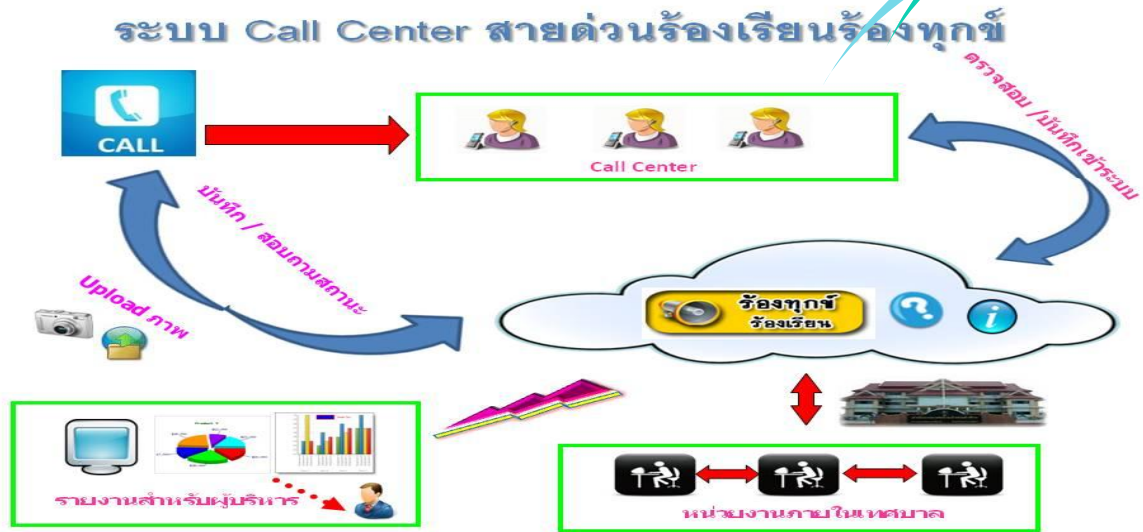 ระบบ Call Center สายด่วนร้องเรียนร้องทุกข์
CALL
Call Center
ตรวจสอบ /บันทึกเข้าระบบ
บันทึก / สอบถามสถานะ
Upload ภาพ
ร้องทุกข์
ร้องเรียน
รายงานสำหรับผู้บริหาร
หน่วยงานภายในเทศบาล